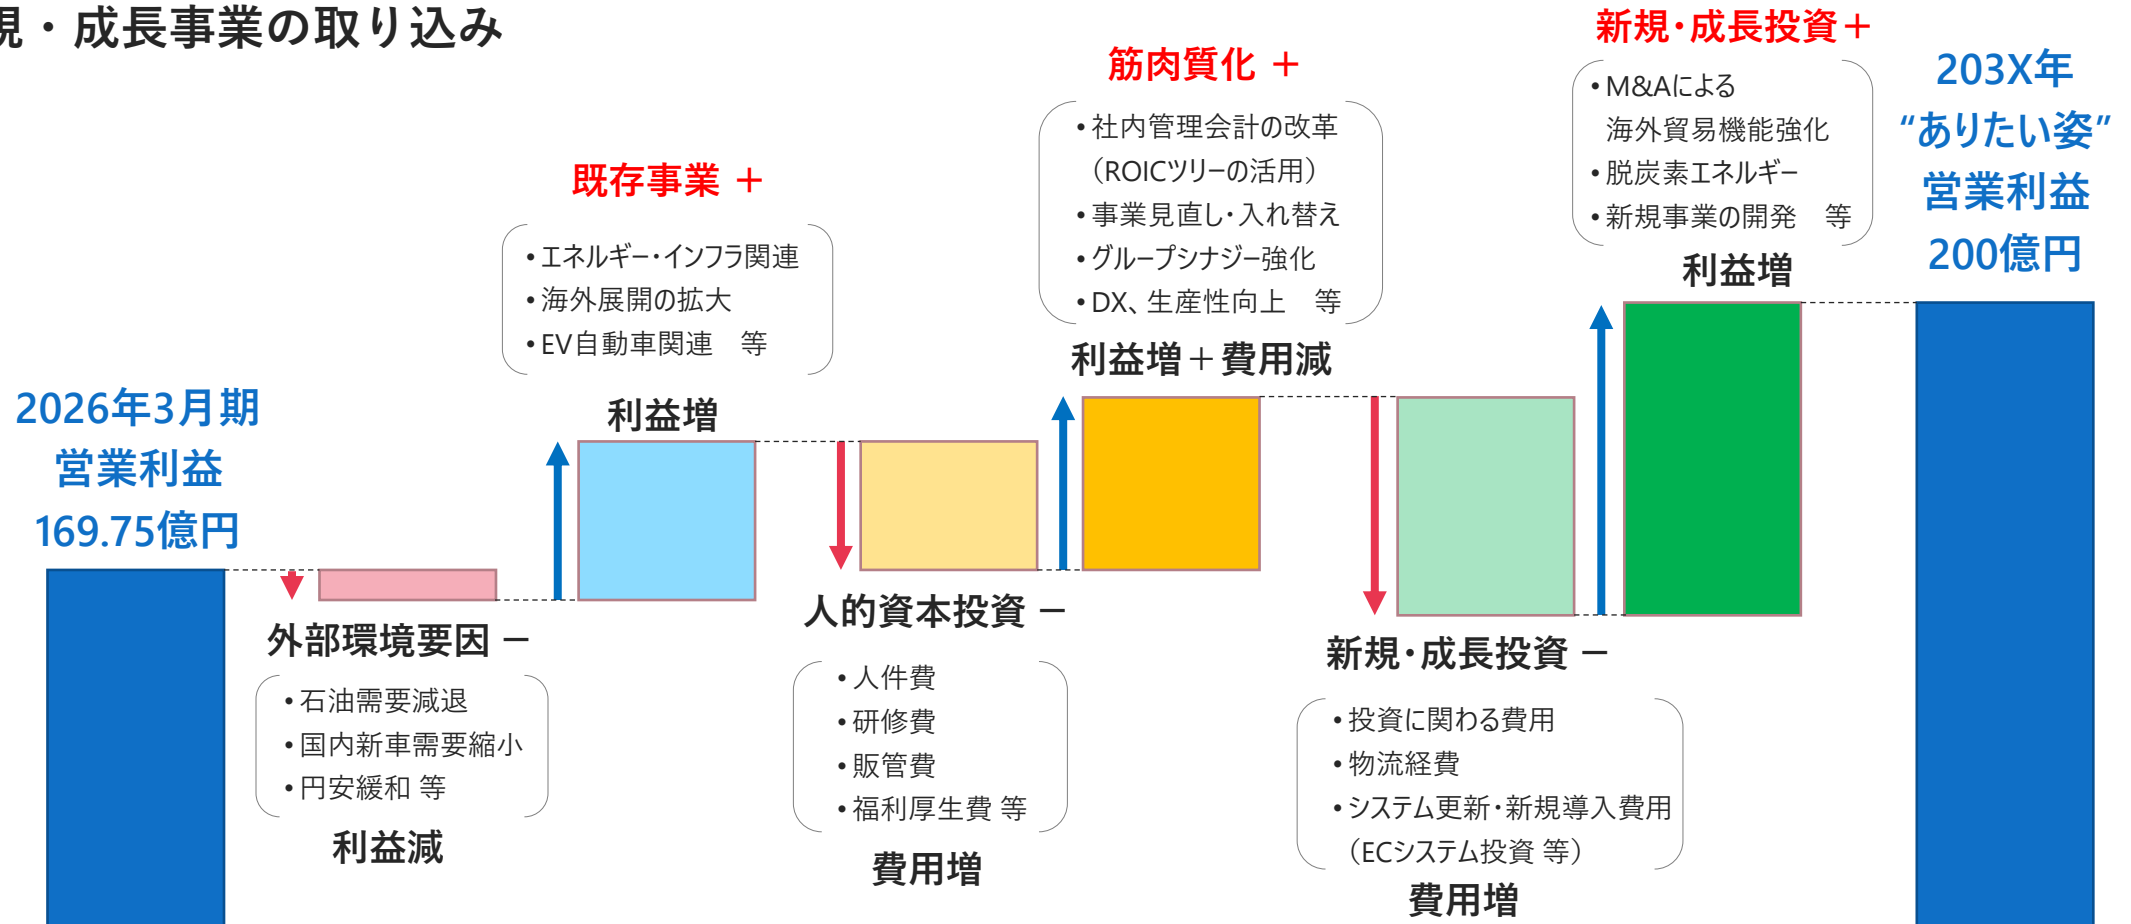 規・成長事業の取り込み
2026年3月期
営業利益
169.75億円
外部環境要因 －
•石油需要減退
•国内新車需要縮小
•円安緩和 等
利益減
既存事業 ＋
•エネルギー・インフラ関連
•海外展開の拡大
•EV自動車関連　等
利益増
人的資本投資 －
•人件費
•研修費
•販管費
•福利厚生費 等
費用増
筋肉質化 ＋
•社内管理会計の改革
（ROICツリーの活用）
•事業見直し・入れ替え
•グループシナジー強化
•DX、生産性向上　等
利益増＋費用減
新規・成長投資 －
•投資に関わる費用
•物流経費
•システム更新・新規導入費用
（ECシステム投資 等）
費用増
新規・成長投資＋
•M&Aによる
海外貿易機能強化
•脱炭素エネルギー
•新規事業の開発　等
利益増
203X年
“ありたい姿”
営業利益
200億円